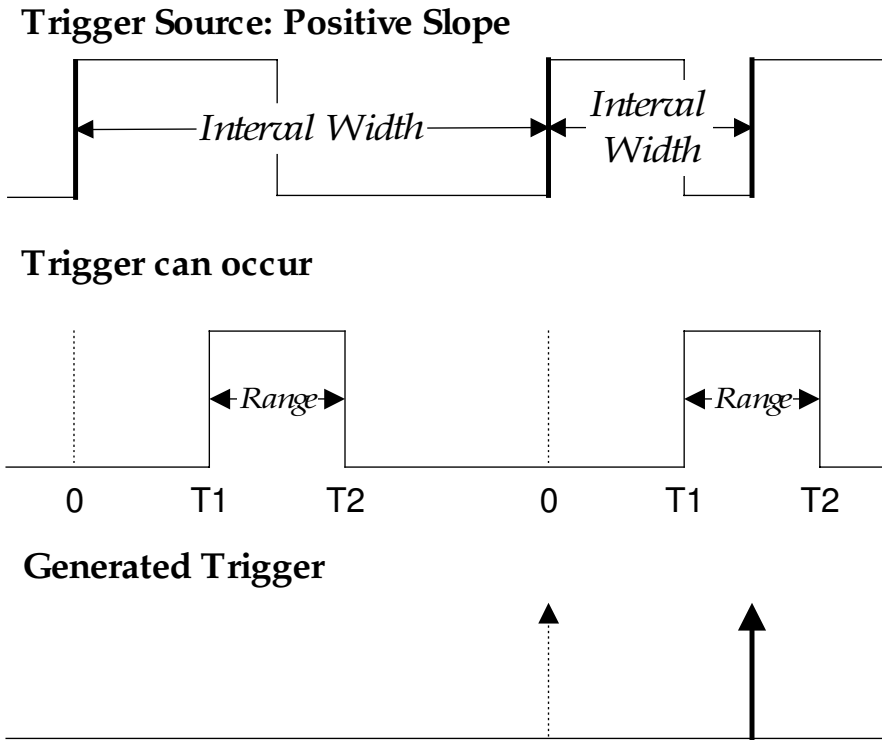 Trigger Source: Positive Slope
Interval Width
Interval
Width
Trigger can occur
Range
Range
0 T1 T2 0 T1 T2
Generated Trigger